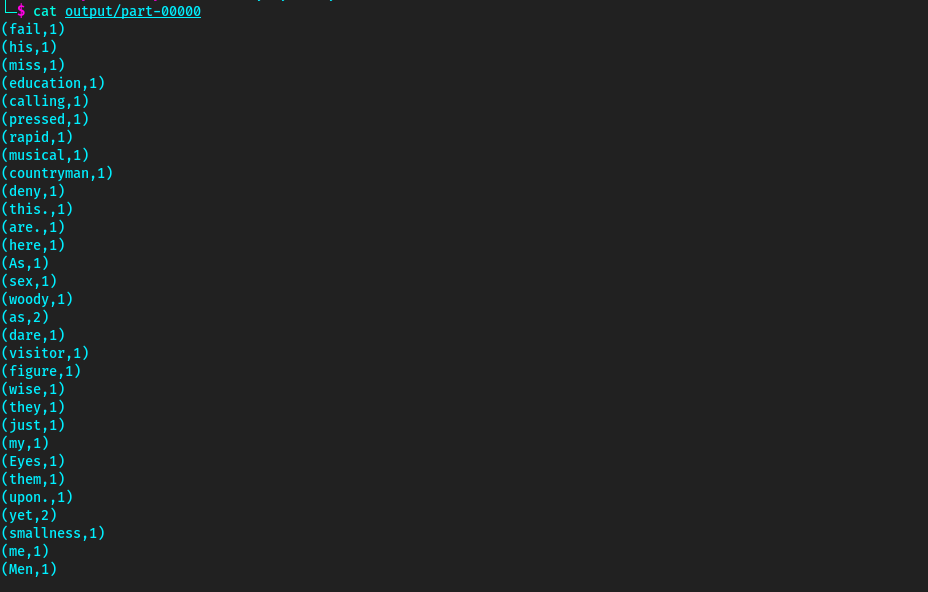 └─$ cat output/part-00000
(fail,1)
(his,1)
(miss,1)
(education,1)
(calling,1)
(pressed,1)
(rapid,1)
(musical,1)
(countryman,1)
(deny,1)
(this.,1)
(are.,1)
(here,1)
(As,1)
(sex,1)
(woody,1)
(as,2)
(dare,1)
(visitor,1)
(figure,1)
(wise,1)
(they,1)
(just,1)
(my,1)
(Eyes,1)
(them,1)
(upon.,1)
(yet,2)
(smallness,1)
(me,1)
(Men,1)